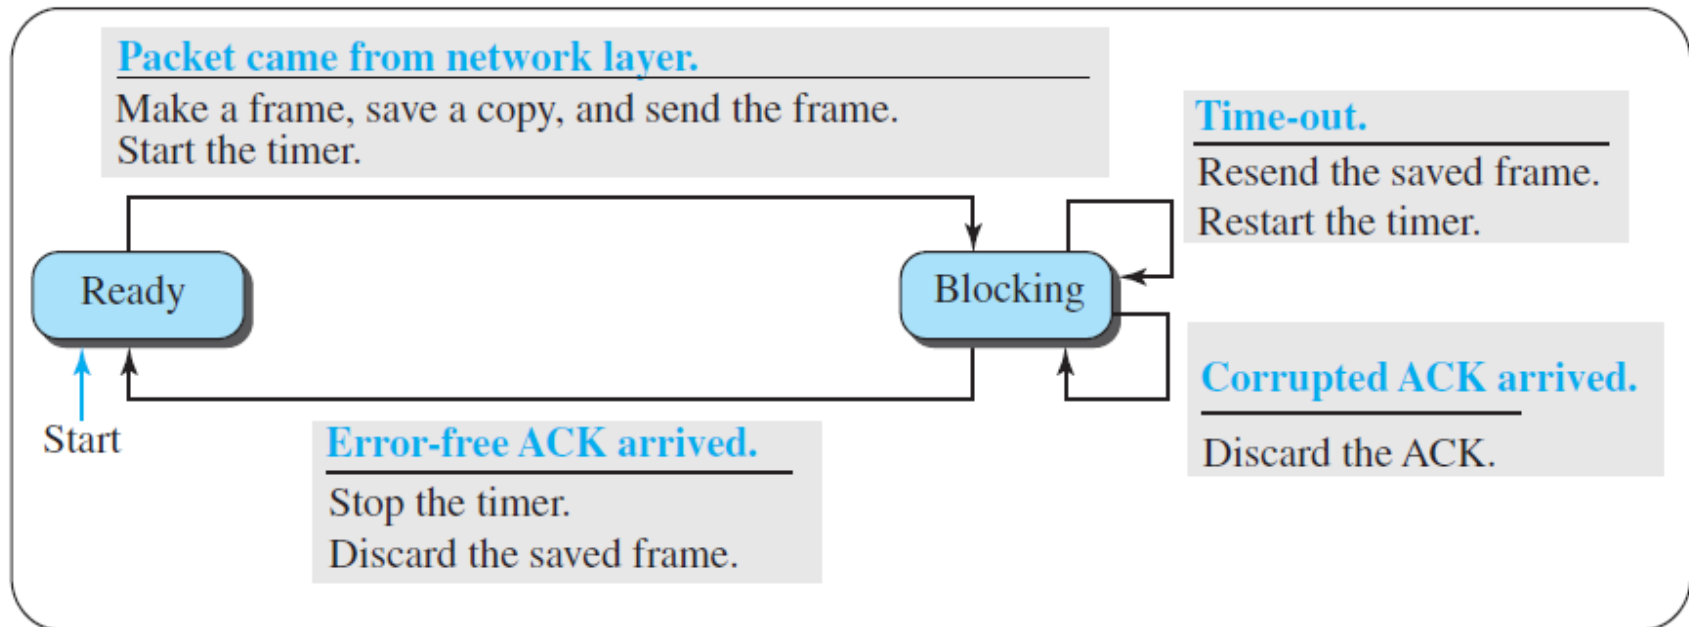 Packet came from network layer.
Make a frame, save a copy, and send the frame.
Start the timer.
Time-out.
Resend the saved frame.
Restart the timer.
Ready
Blocking
Start
Error-free ACK arrived.
Stop the timer.
Discard the saved frame.
Corrupted ACK arrived.
Discard the ACK.